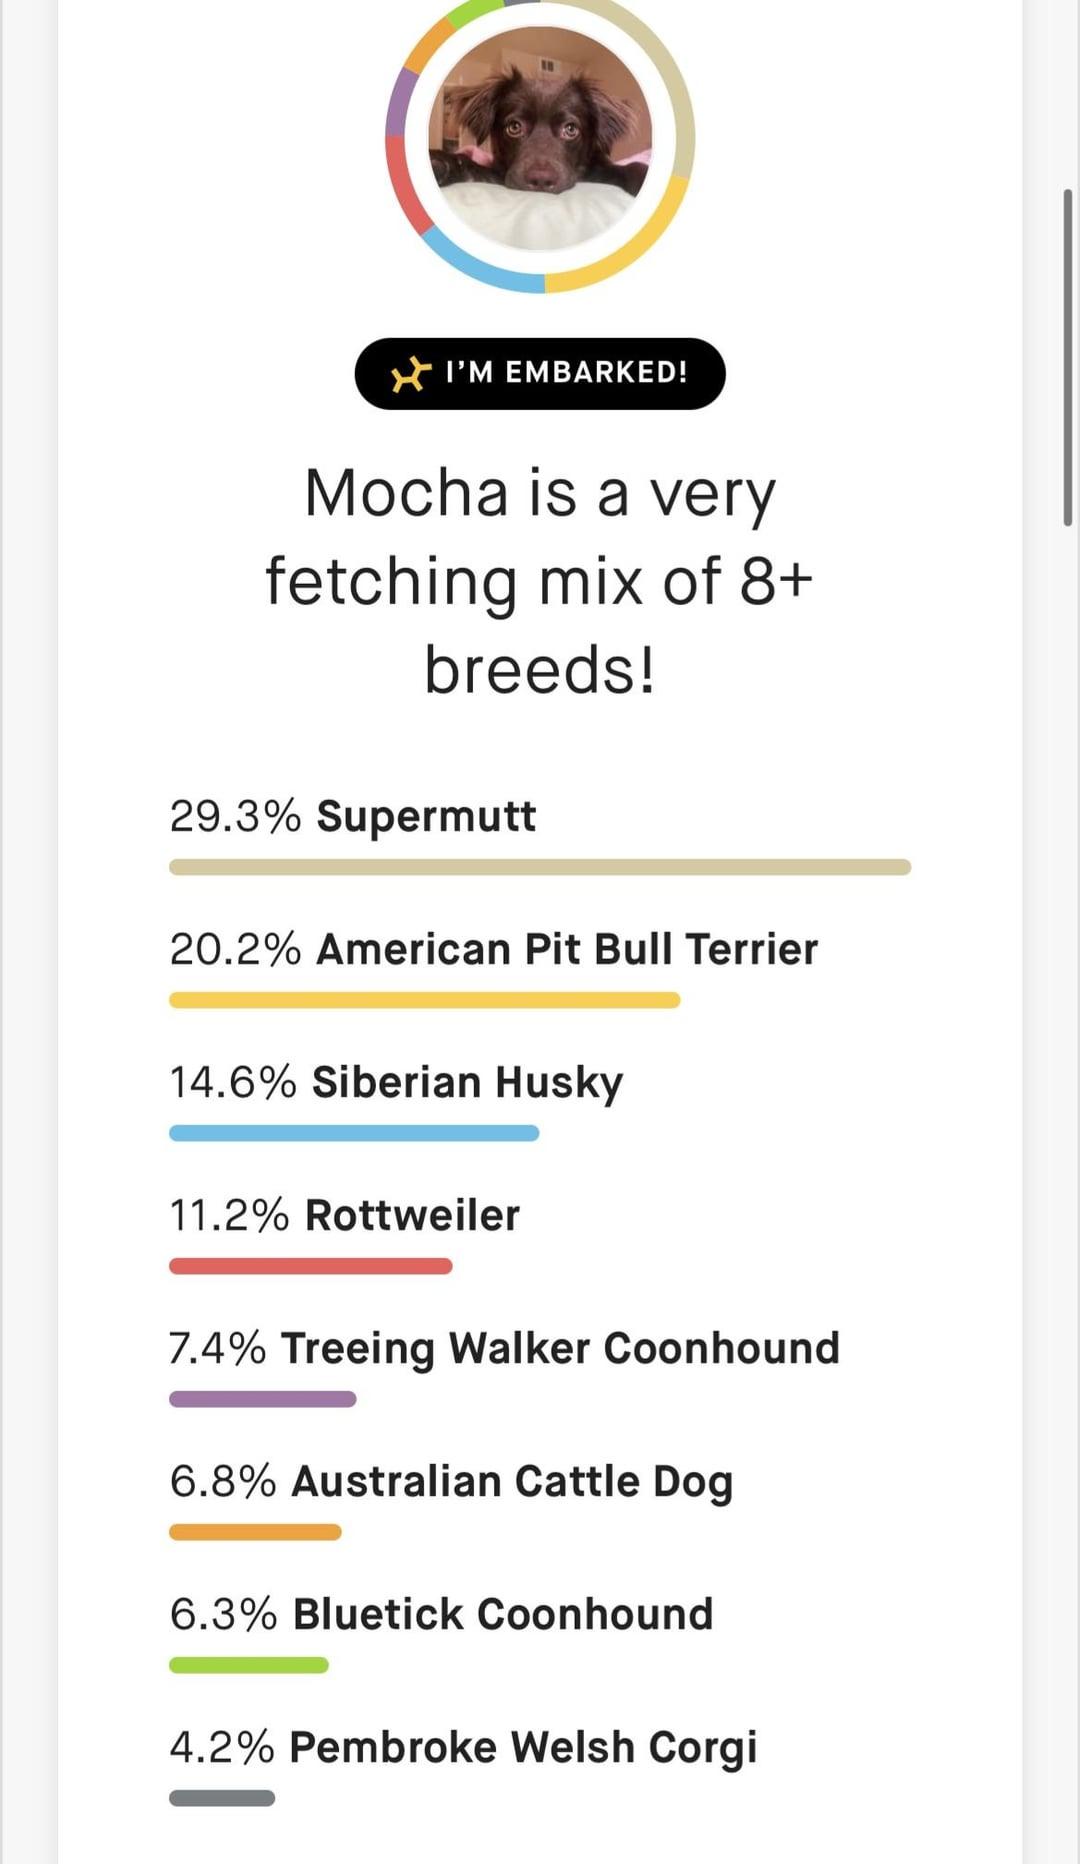 I’M EMBARKED!
Mocha is a very
fetching mix of 8+
breeds!
29.3% Supermutt
20.2% American Pit Bull Terrier
14.6% Siberian Husky
11.2% Rottweiler
7.4% Treeing Walker Coonhound
6.8% Australian Cattle Dog
6.3% Bluetick Coonhound
4.2% Pembroke Welsh Corgi